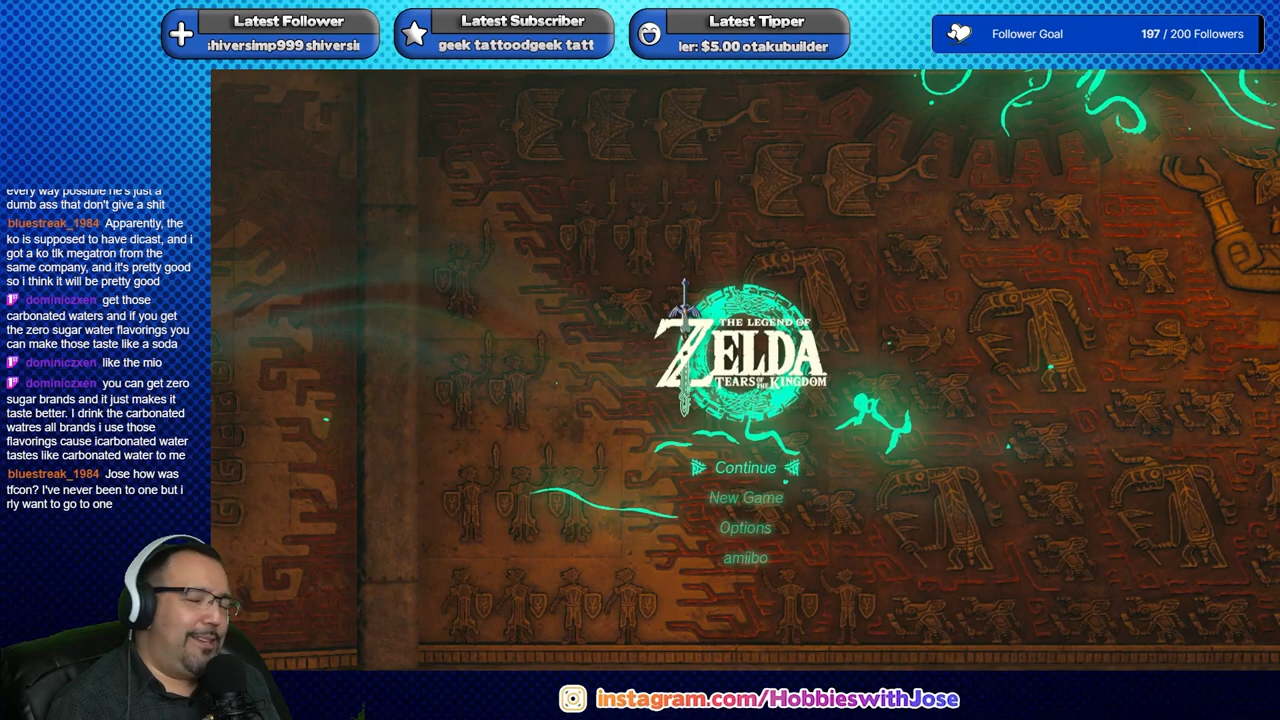 Latest Follower
shiversimp999 shiversi
Latest Subscriber
geek tattoodgeek tatt
Latest Tipper
ler: $5.00 otakubuilder
Follower Goal
197 / 200 Followers
every way possible he's just a
dumb ass that don't give a shit
bluestreak_1984 Apparently, the
ko is supposed to have dicast, and i
got a ko tlk megatron from the
same company, and it's pretty good
so i think it will be pretty good
dominiczxen get those
carbonated waters and if you get
the zero sugar water flavorings you
can make those taste like a soda
dominiczxen like the mio
dominiczxen you can get zero
sugar brands and it just makes it
taste better. I drink the carbonated
watres all brands i use those
flavorings cause icarbonated water
tastes like carbonated water to me
bluestreak_1984 Jose how was
tfcon? I've never been to one but i
rly want to go to one
THE LEGEND OF
ZELDA
TEARS OF THE KINGDOM
Continue
New Game
Options
amiibo
instagram.com/HobbieswithJose